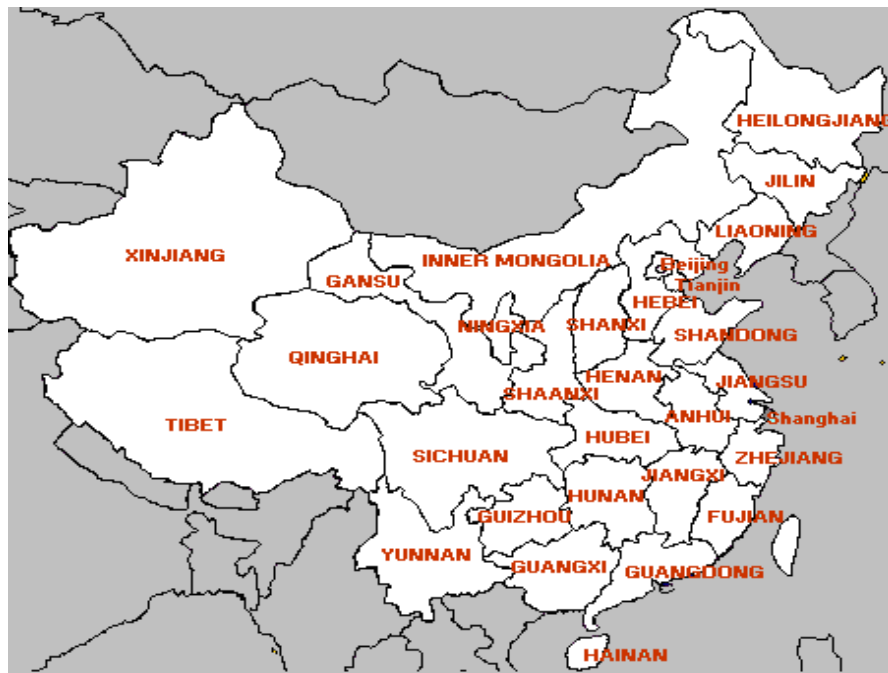 HEILONGJIANG
JILIN
LIAONING
XINJIANG
INNER MONGOLIA
Beijing
GANSU
Tianjin
HEBEI
NINGXIA
SHANXI
SHANDONG
QINGHAI
HENAN
JIANGSU
SHAANXI
TIBET
ANHUI
Shanghai
HUBEI
SICHUAN
ZHEJIANG
JIANGXI
HUNAN
GUIZHOU
FUJIAN
YUNNAN
GUANGXI
GUANGDONG
HAINAN